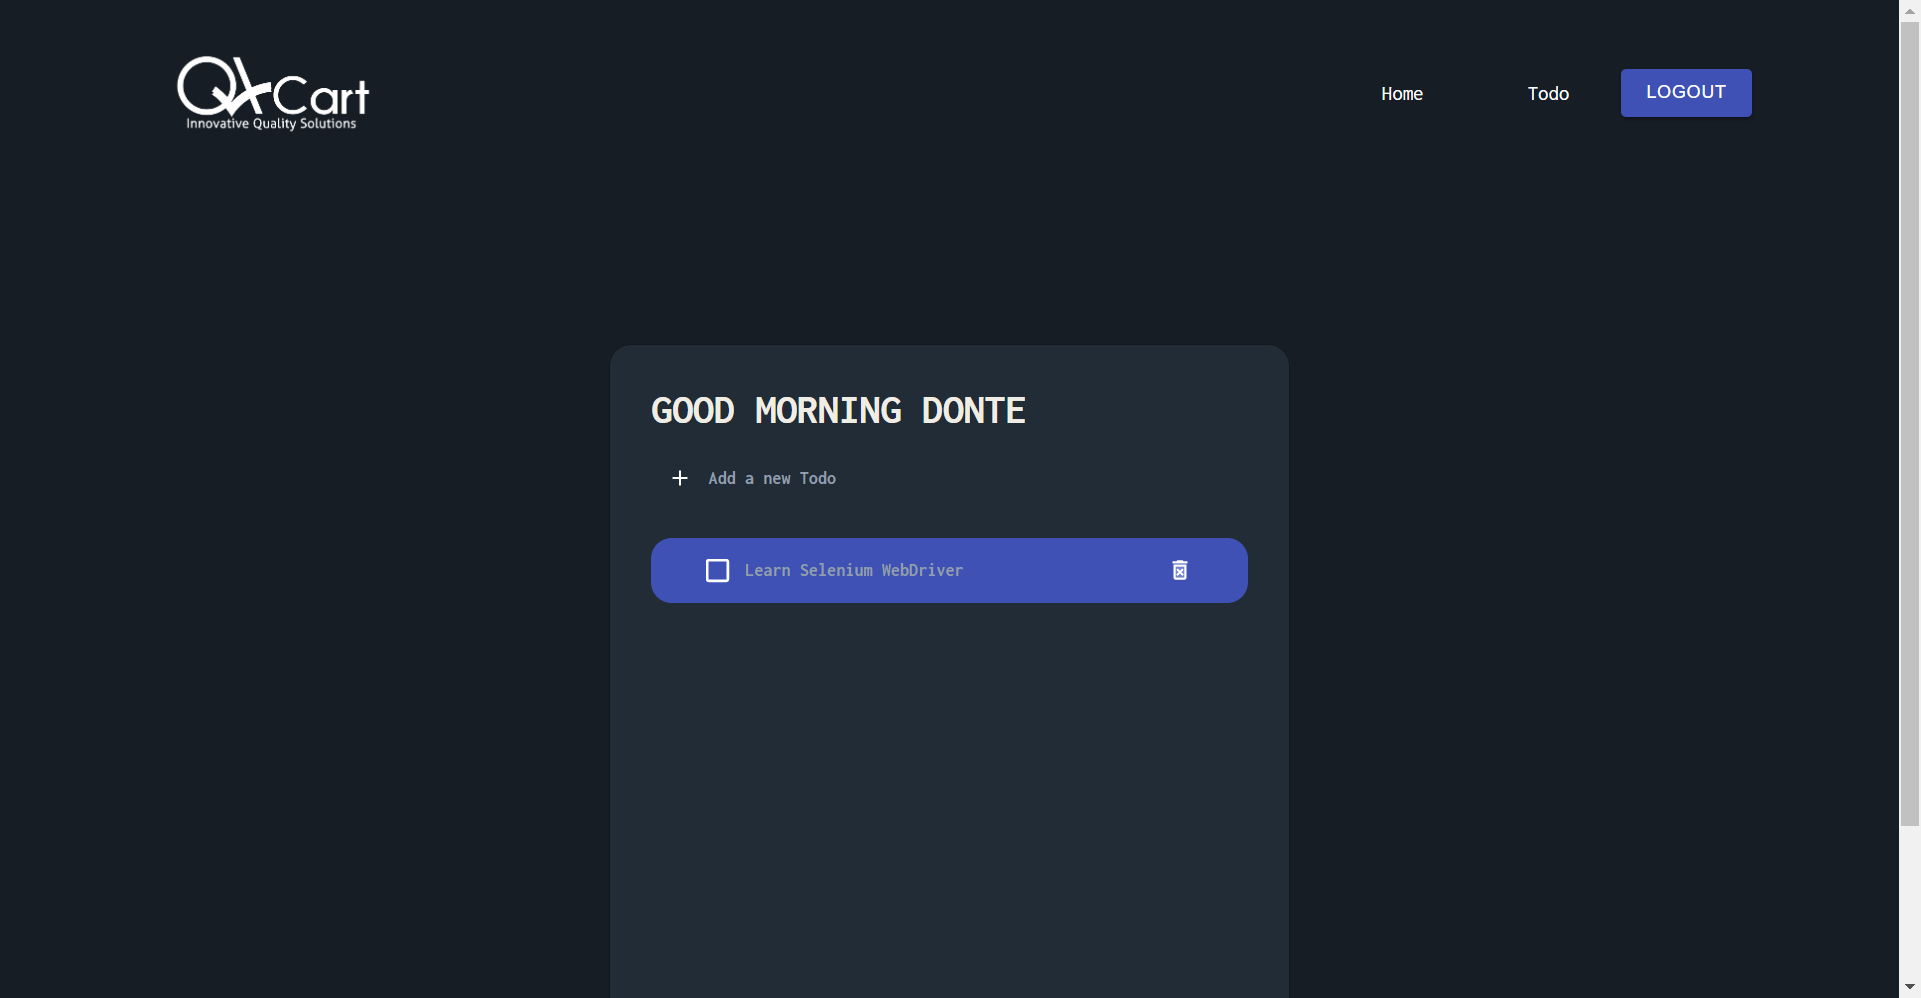 QACart
Innovative Quality Solutions
Home
Todo
LOGOUT
GOOD MORNING DONTE
Add a new Todo
Learn Selenium WebDriver